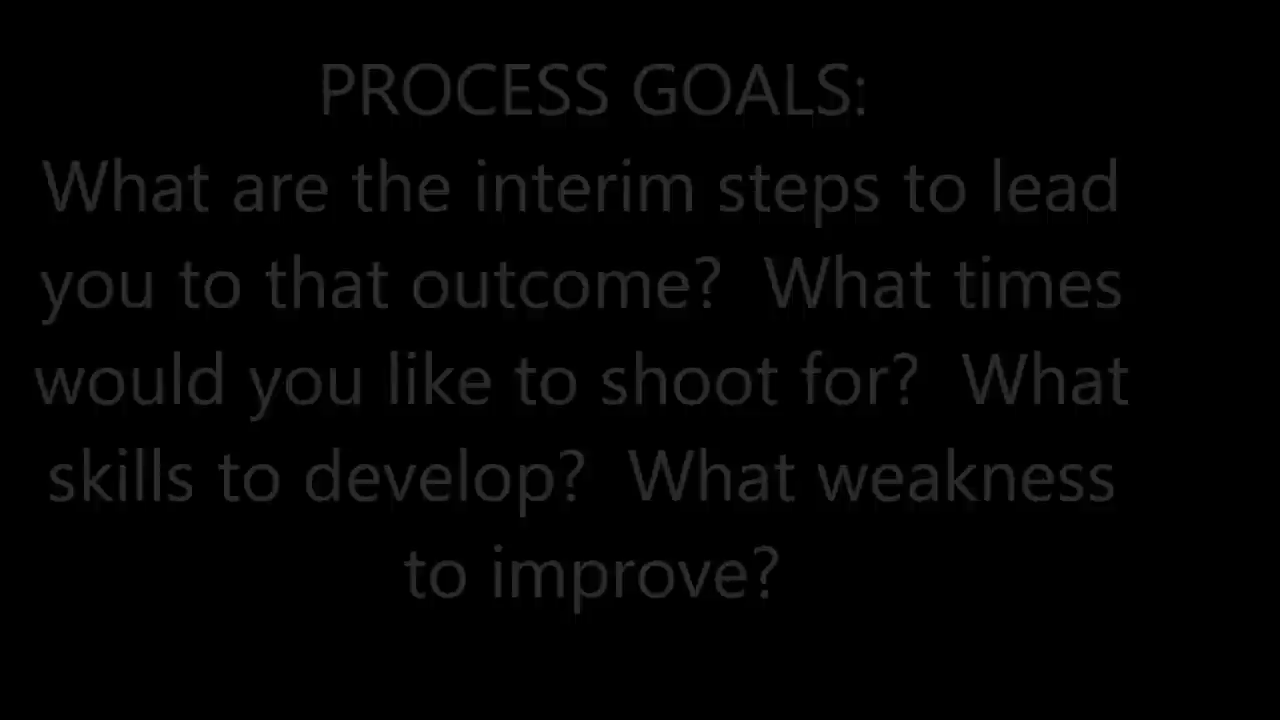 PROCESS GOALS:
What are the interim steps to lead
you to that outcome?  What times
would you like to shoot for?  What
skills to develop?  What weakness
to improve?